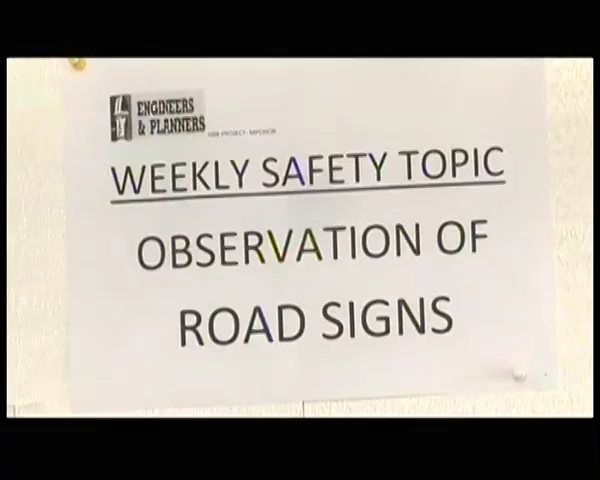 ENGINEERS
& PLANNERS
WEEKLY SAFETY TOPIC
OBSERVATION OF
ROAD SIGNS